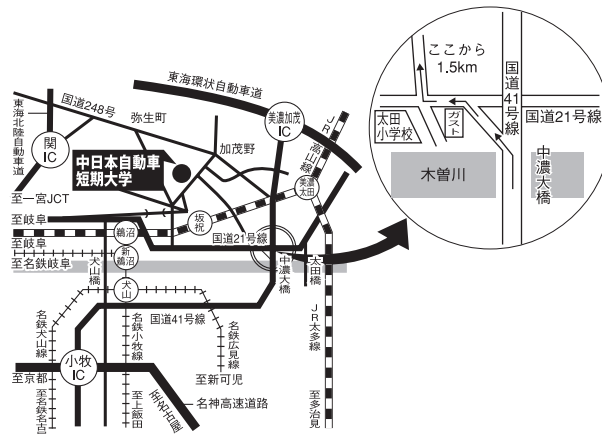 東海環状自動車道
国道248号
弥生町
東海北陸自動車道
関
IC
美濃加茂
IC
加茂野
JR高山線
中日本自動車
短期大学
至一宮JCT
美濃
太田
坂祝
至岐阜
国道21号線
鵜沼
至岐阜
新
鵜沼
至名鉄岐阜
犬山橋
犬山
中濃大橋
太田橋
国道41号線
名鉄犬山線
名鉄小牧線
名鉄広見線
JR太多線
小牧
IC
至京都
至新可児
至名鉄名古
至上飯田
至名古屋
名神高速道路
至多治見
ここから
1.5km
国道41号線
国道21号線
太田
小学校
ガスト
木曽川
中濃大橋